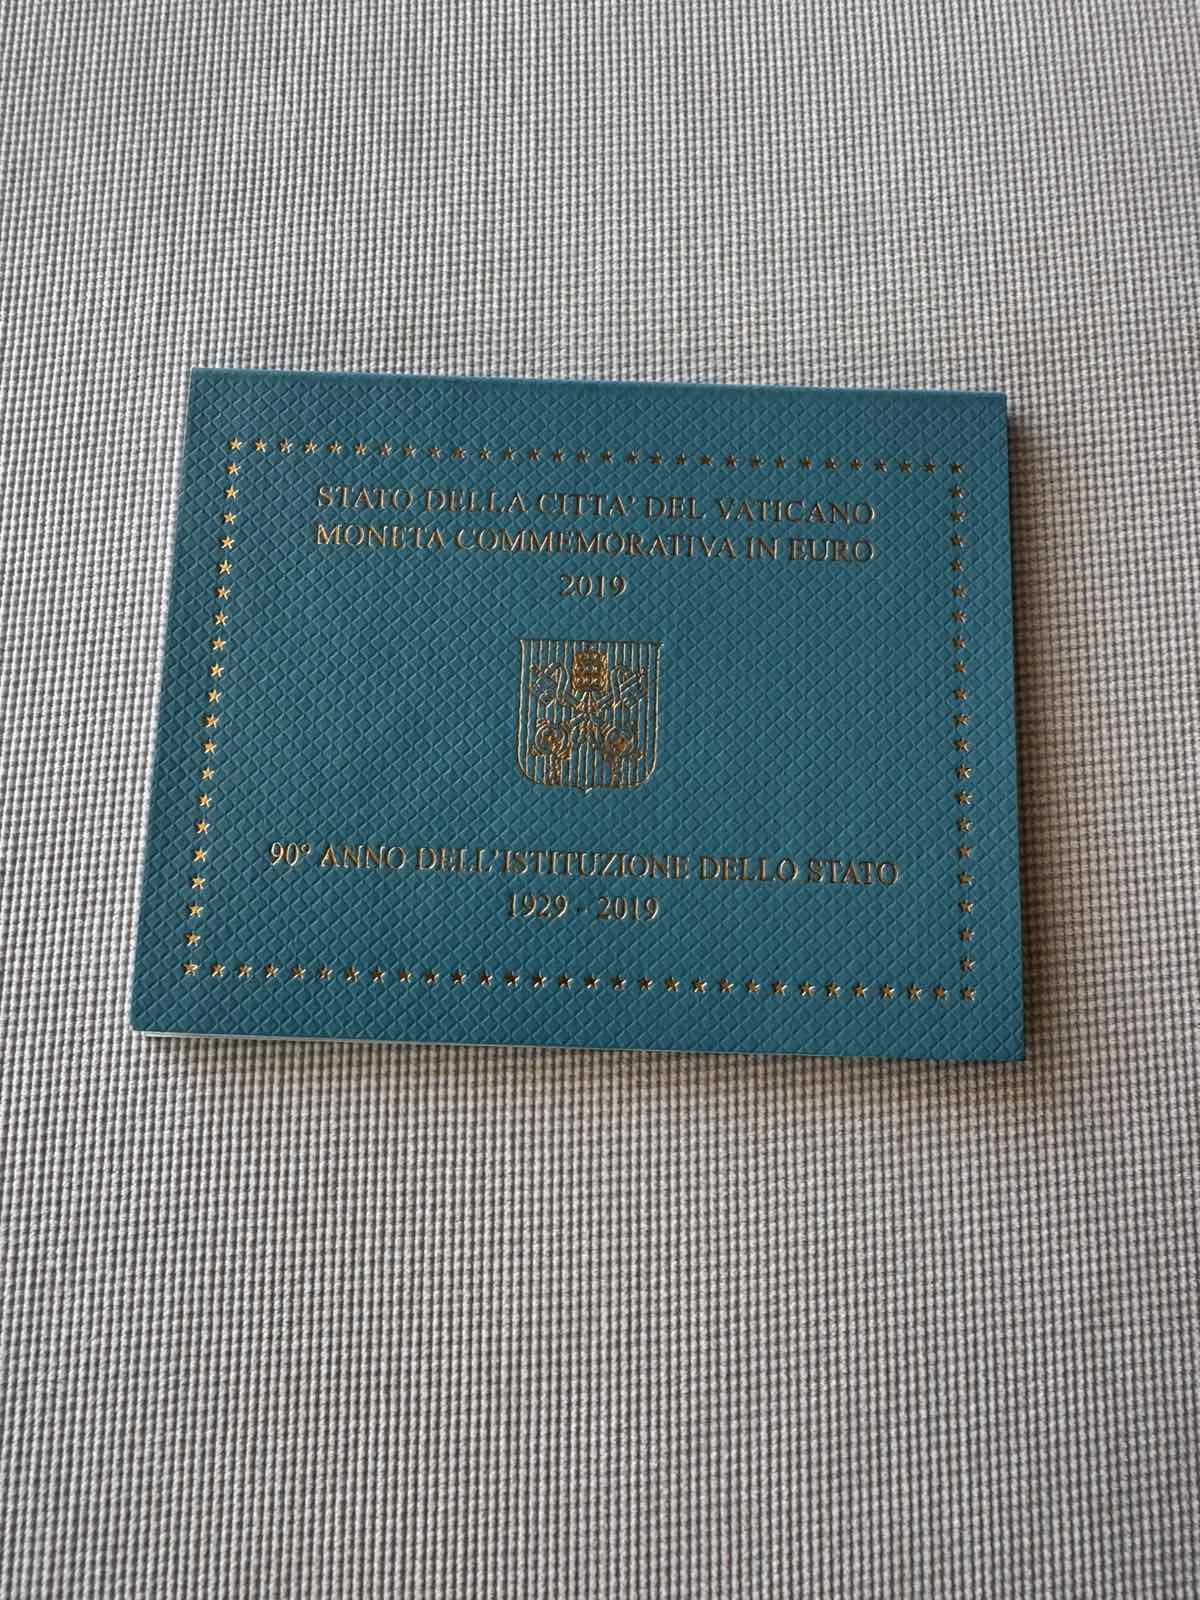 STATO DELLA CITTA' DEL VATICANO
MONETA COMMEMORATIVA IN EURO
2019
90° ANNO DELL'ISTITUZIONE DELLO STATO
1929 - 2019